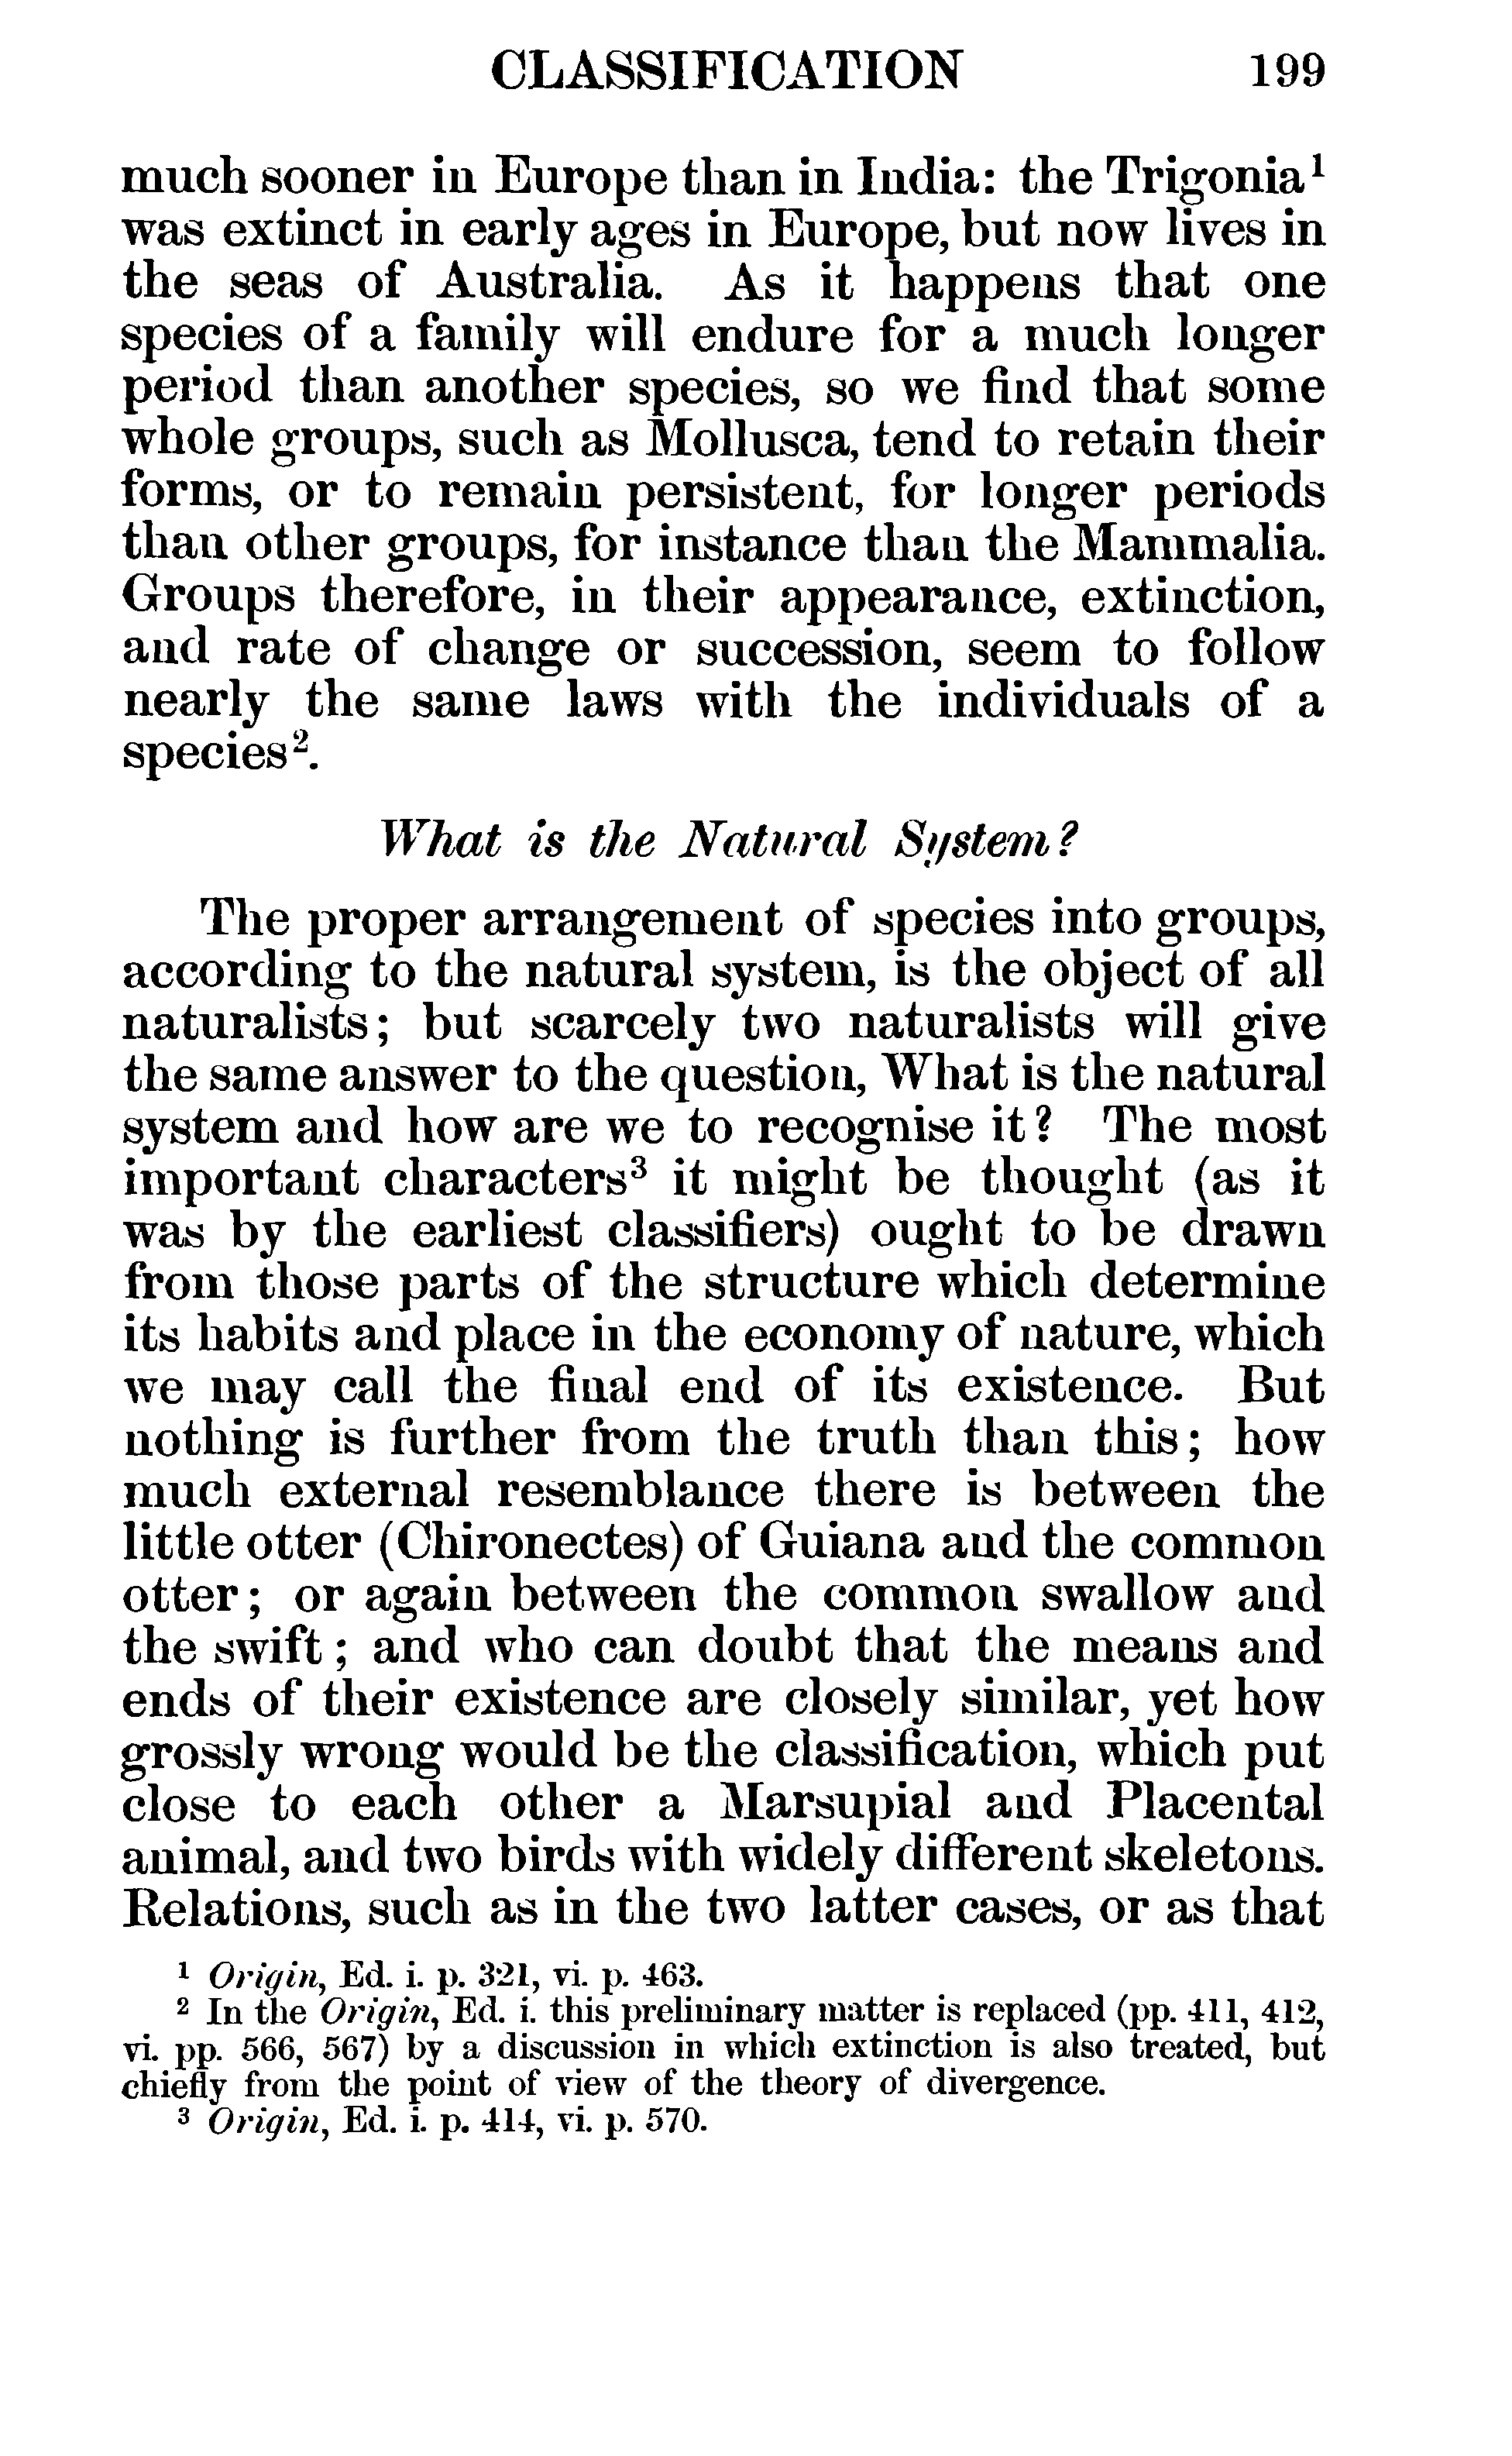 CLASSIFICATION 199
much sooner in Europe than in India: the Trigonia¹
was extinct in early ages in Europe, but now lives in
the seas of Australia. As it happens that one
species of a family will endure for a much longer
period than another species, so we find that some
whole groups, such as Mollusca, tend to retain their
forms, or to remain persistent, for longer periods
than other groups, for instance than the Mammalia.
Groups therefore, in their appearance, extinction,
and rate of change or succession, seem to follow
nearly the same laws with the individuals of a
species².
What is the Natural System?
The proper arrangement of species into groups,
according to the natural system, is the object of all
naturalists; but scarcely two naturalists will give
the same answer to the question, What is the natural
system and how are we to recognise it? The most
important characters³ it might be thought (as it
was by the earliest classifiers) ought to be drawn
from those parts of the structure which determine
its habits and place in the economy of nature, which
we may call the final end of its existence. But
nothing is further from the truth than this; how
much external resemblance there is between the
little otter (Chironectes) of Guiana and the common
otter; or again between the common swallow and
the swift; and who can doubt that the means and
ends of their existence are closely similar, yet how
grossly wrong would be the classification, which put
close to each other a Marsupial and Placental
animal, and two birds with widely different skeletons.
Relations, such as in the two latter cases, or as that
¹ Origin, Ed. i. p. 321, vi. p. 463.
² In the Origin, Ed. i. this preliminary matter is replaced (pp. 411, 412,
vi. pp. 566, 567) by a discussion in which extinction is also treated, but
chiefly from the point of view of the theory of divergence.
³ Origin, Ed. i. p. 414, vi. p. 570.